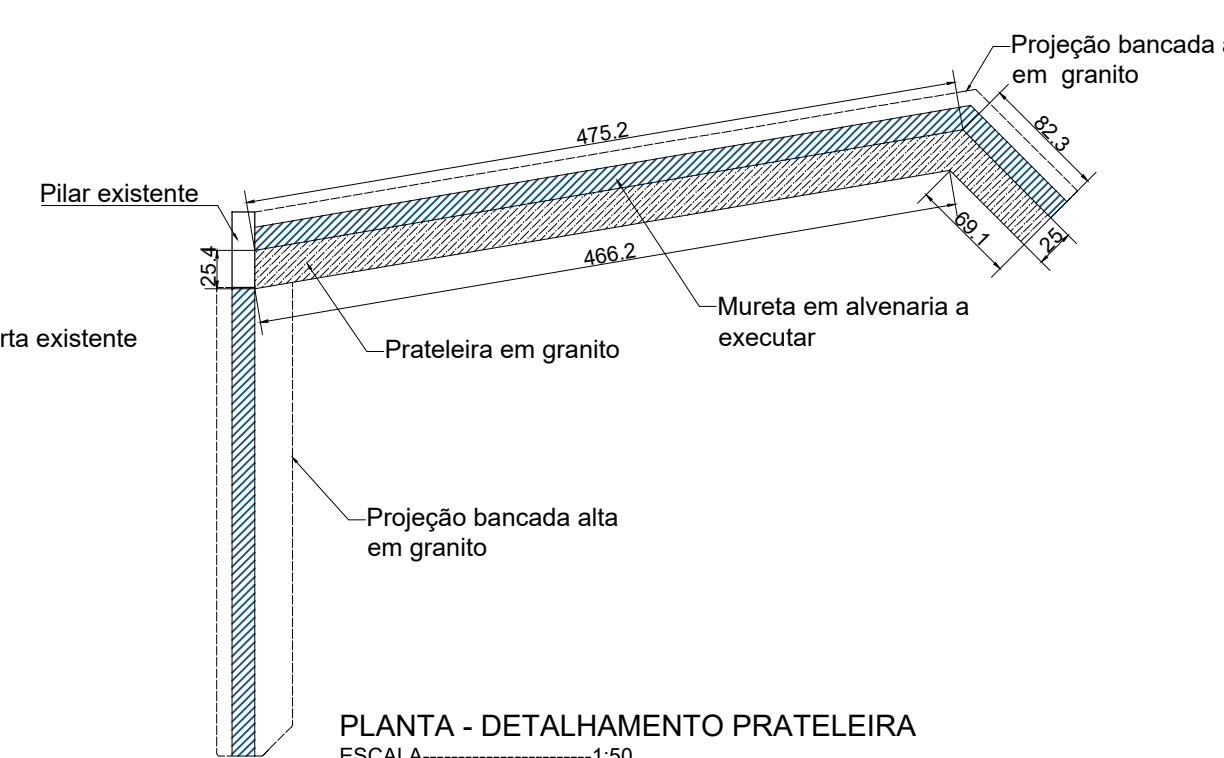 Projeção bancada a
em granito
475.2
82.3
Pilar existente
25.4
466.2
69.1
25
Mureta em alvenaria a
executar
rta existente
Prateleira em granito
Projeção bancada alta
em granito
PLANTA - DETALHAMENTO PRATELEIRA
ESCALA------------------------1:50